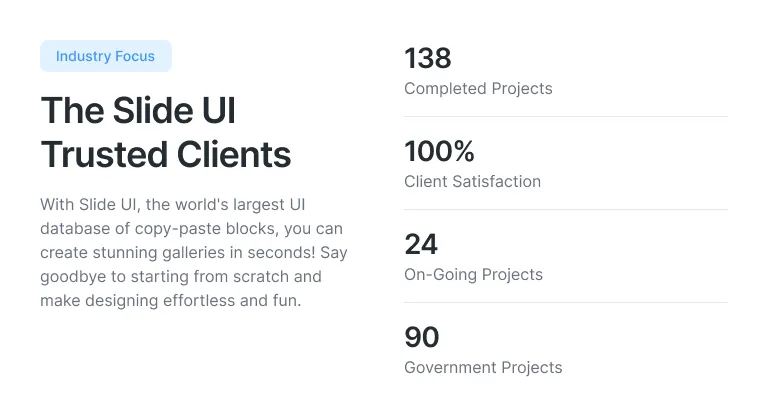 Industry Focus
The Slide UI
Trusted Clients
With Slide UI, the world's largest UI
database of copy-paste blocks, you can
create stunning galleries in seconds! Say
goodbye to starting from scratch and
make designing effortless and fun.
138
Completed Projects
100%
Client Satisfaction
24
On-Going Projects
90
Government Projects